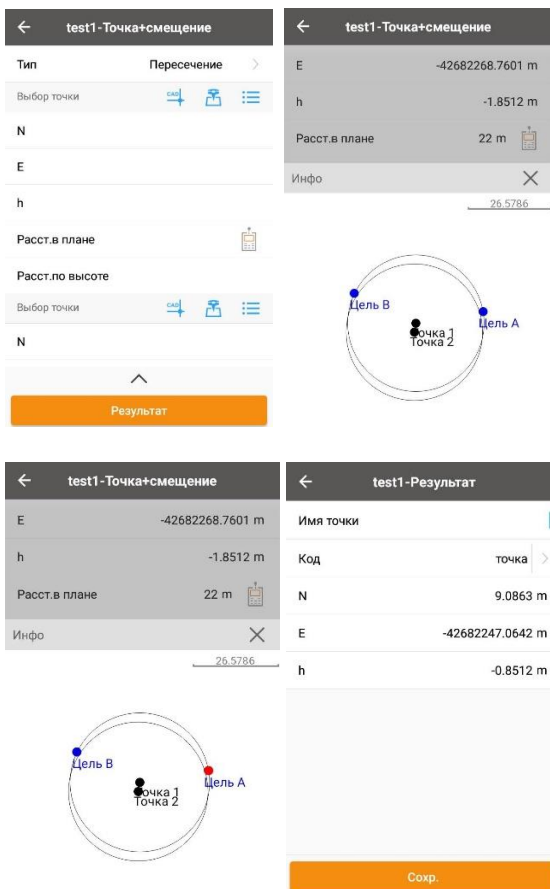 test1-Точка+смещение
Тип Пересечение
Выбор точки CAD
N
E
h
Расст.в плане
Расст.по высоте
Выбор точки CAD
N
Результат
test1-Точка+смещение
E -42682268.7601 m
h -1.8512 m
Расст.в плане 22 m
Инфо
26.5786
Цель B
Цель A
Точка 1
Точка 2
test1-Точка+смещение
E -42682268.7601 m
h -1.8512 m
Расст.в плане 22 m
Инфо
26.5786
Цель B
Цель A
Точка 1
Точка 2
test1-Результат
Имя точки
Код точка
N 9.0863 m
E -42682247.0642 m
h -0.8512 m
Сохр.